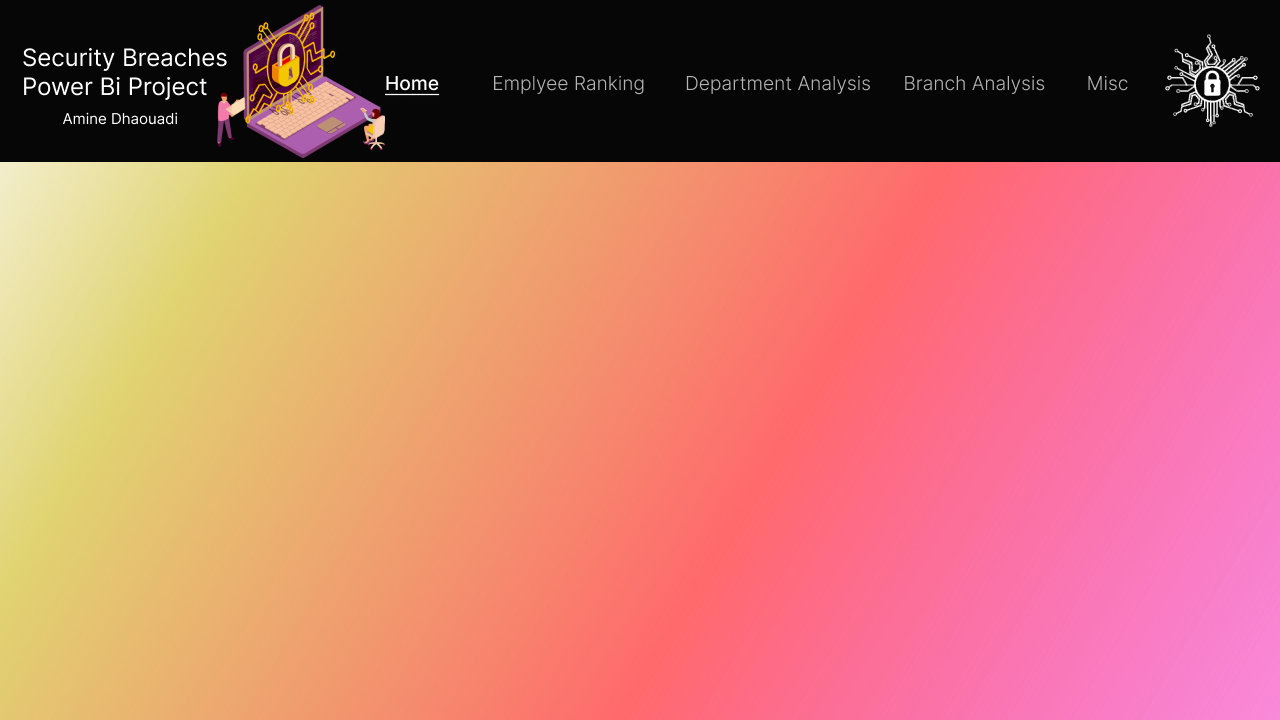 Security Breaches
Power Bi Project
Amine Dhaouadi
Home
Emplyee Ranking
Department Analysis
Branch Analysis
Misc